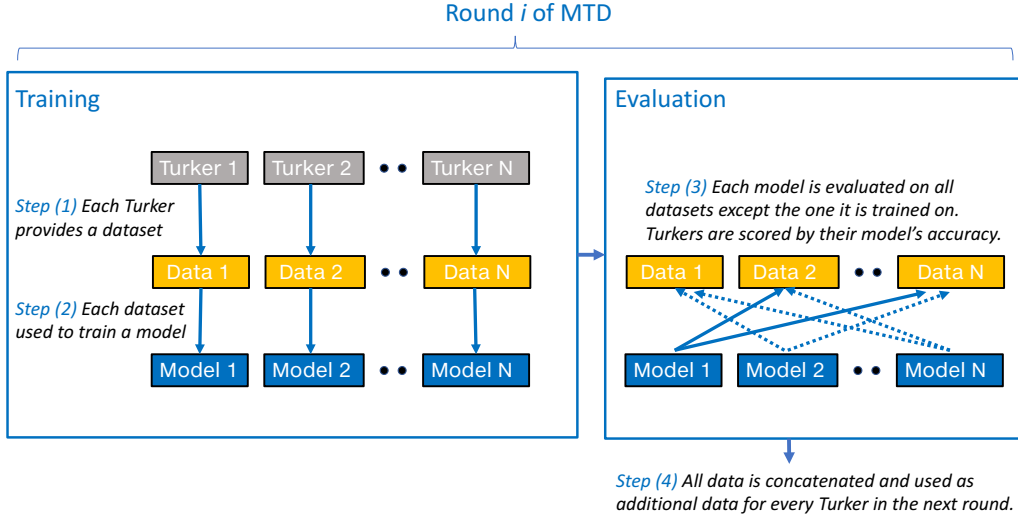 Round i of MTD
Training
Turker 1 Turker 2 Turker N
Step (1) Each Turker
provides a dataset
Data 1 Data 2 Data N
Step (2) Each dataset
used to train a model
Model 1 Model 2 Model N
Evaluation
Step (3) Each model is evaluated on all
datasets except the one it is trained on.
Turkers are scored by their model's accuracy.
Data 1 Data 2 Data N
Model 1 Model 2 Model N
Step (4) All data is concatenated and used as
additional data for every Turker in the next round.